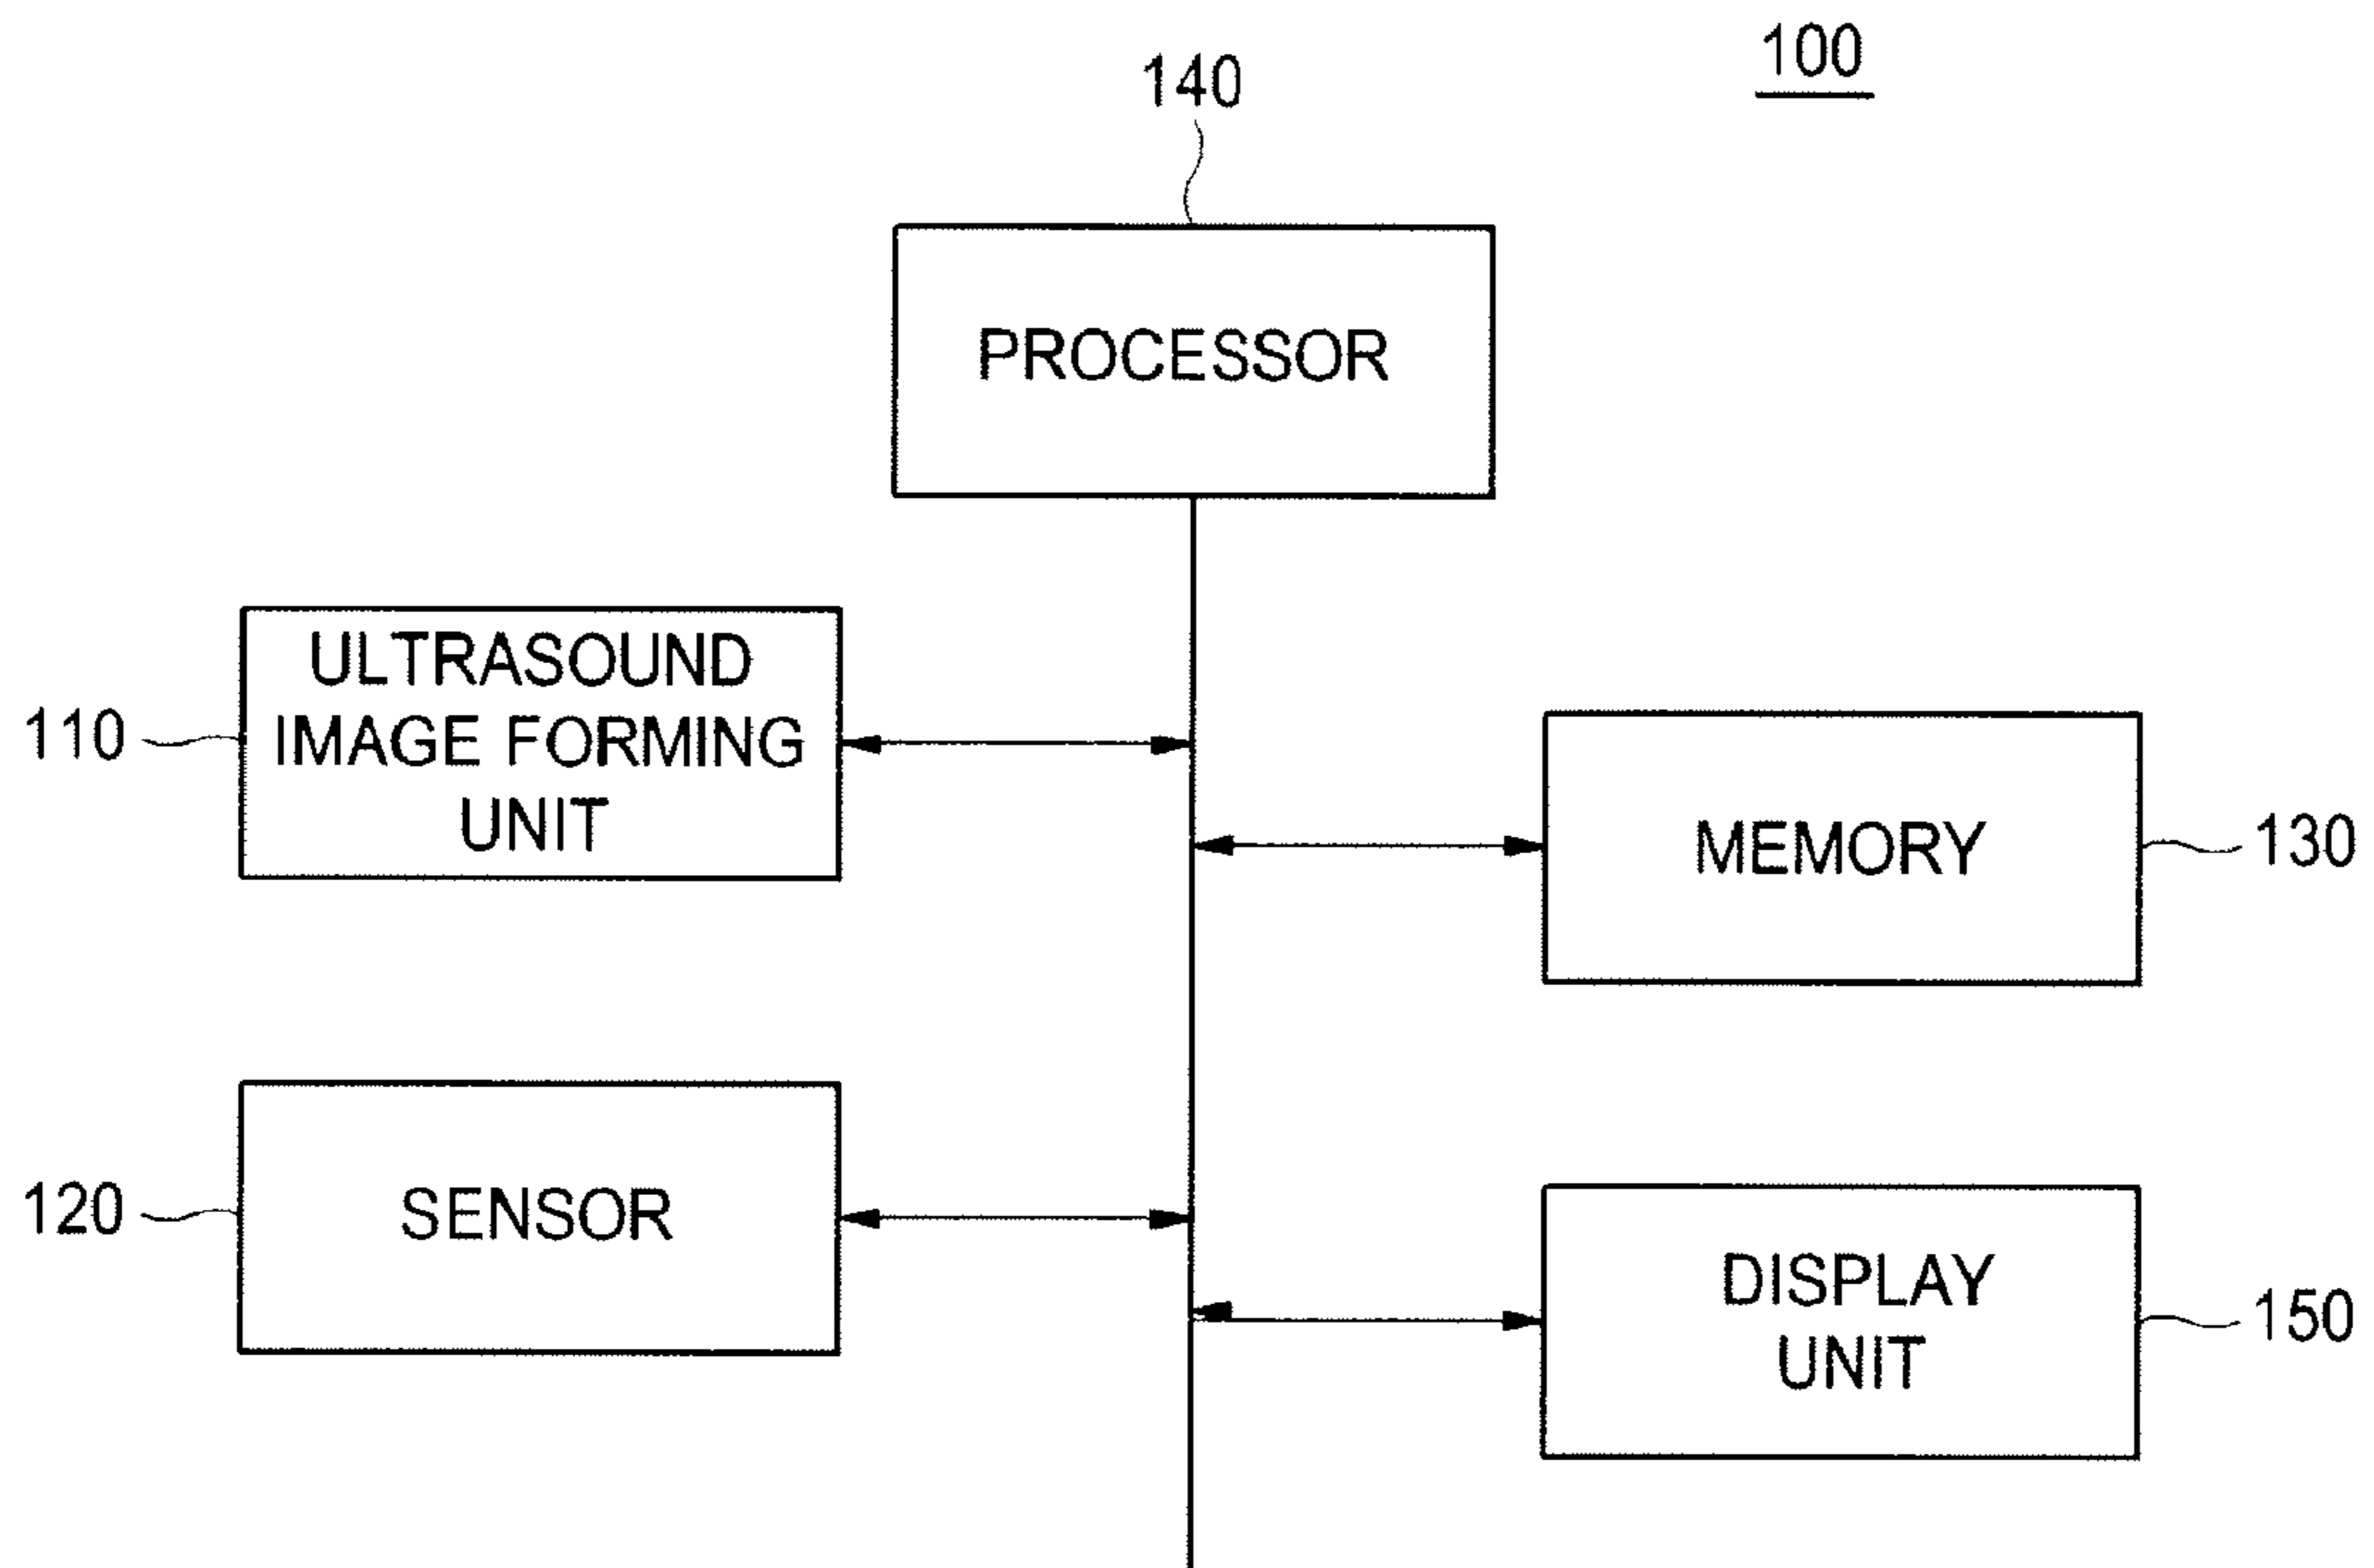 100
140
PROCESSOR
110
ULTRASOUND
IMAGE FORMING
UNIT
MEMORY
130
120
SENSOR
DISPLAY
UNIT
150